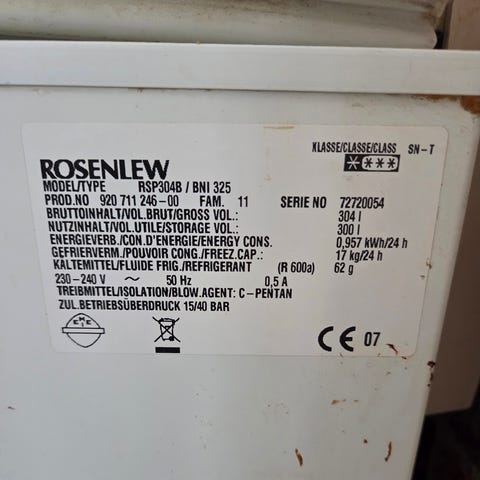 KLASSE/CLASSE/CLASS SN-T
ROSENLEW
MODEL/TYPE RSP304B / BNI 325
PROD.NO 920 711 246-00 FAM. 11 SERIE NO 72720054
BRUTTOINHALT/VOL.BRUT/GROSS VOL.: 304 l
NUTZINHALT/VOL.UTILE/STORAGE VOL.: 300 l
ENERGIEVERB./CON.D'ENERGIE/ENERGY CONS. 0,957 kWh/24 h
GEFRIERVERM./POUVOIR CONG./FREEZ.CAP.: 17 kg/24 h
KÄLTEMITTEL/FLUIDE FRIG./REFRIGERANT (R 600a) 62 g
230-240 V ~ 50 Hz 0,5 A
TREIBMITTEL/ISOLATION/BLOW.AGENT: C-PENTAN
ZUL.BETRIEBSÜBERDRUCK 15/40 BAR
CE 07